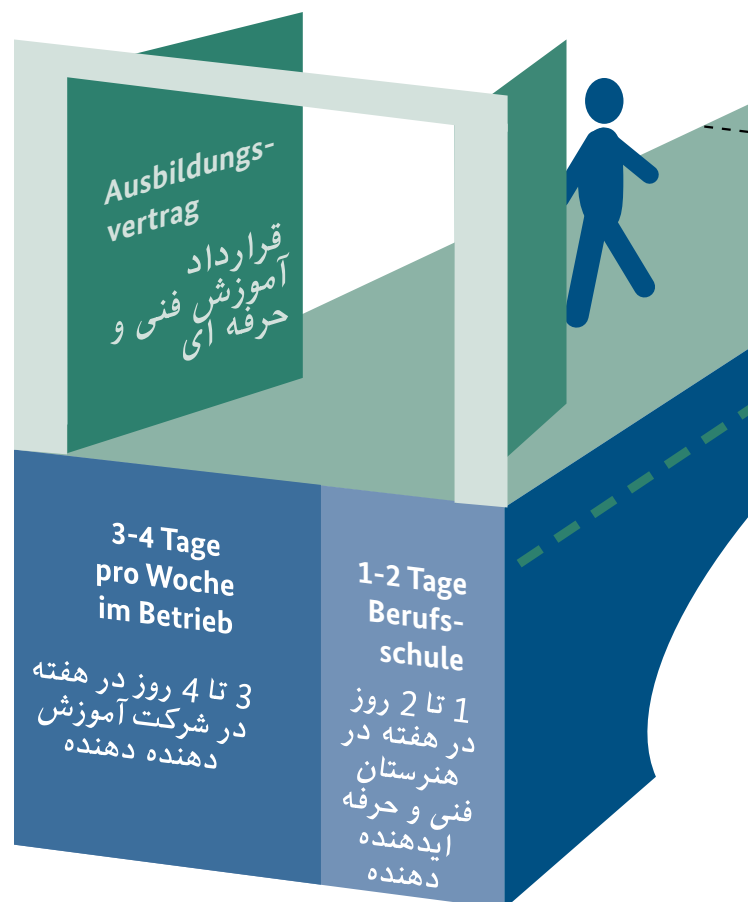 Ausbildungs-
vertrag
قرارداد
آموزش فنی و
حرفه ای
3-4 Tage
pro Woche
im Betrieb
3 تا 4 روز در هفته
در شرکت آموزش
دهنده دهنده
1-2 Tage
Berufs-
schule
1 تا 2 روز
در هفته در
هنرستان
فنی و حرفه
ایدهنده
دهنده